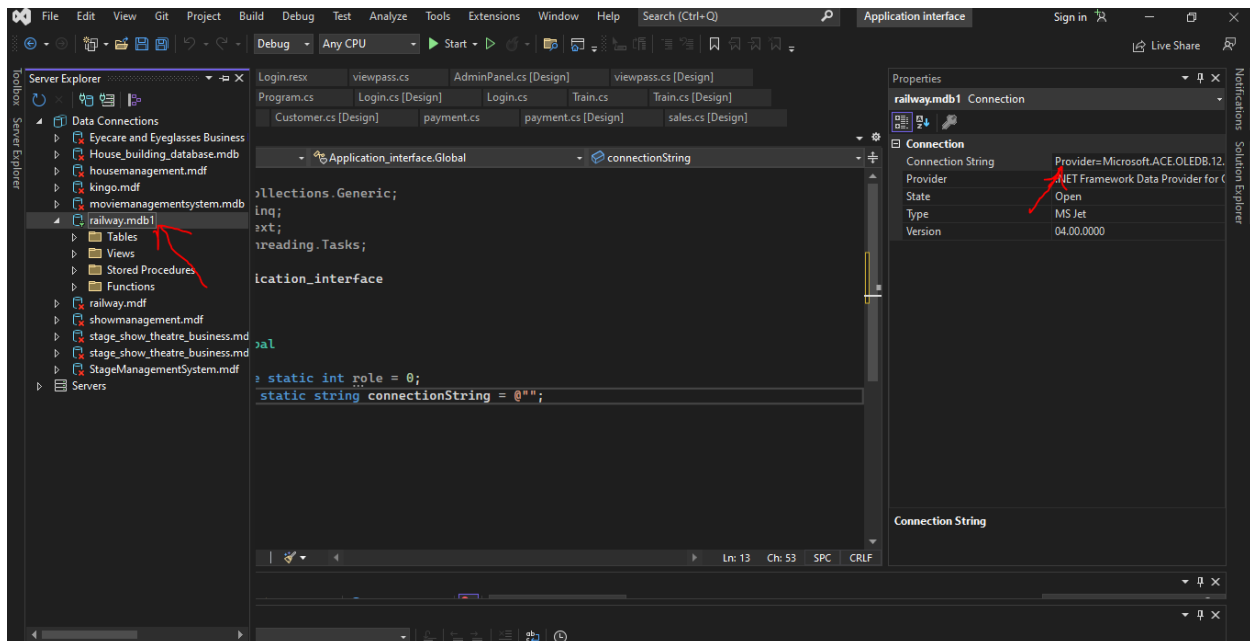 File Edit View Git Project Build Debug Test Analyze Tools Extensions Window Help Search (Ctrl+Q) Application interface Sign in
Debug Any CPU Start Live Share
Toolbox
Server Explorer
Server Explorer
Data Connections
Eyecare and Eyeglasses Business
House_building_database.mdb
housemanagement.mdf
kingo.mdf
moviemanagementsystem.mdb
railway.mdb1
Tables
Views
Stored Procedures
Functions
railway.mdf
showmanagement.mdf
stage_show_theatre_business.md
stage_show_theatre_business.md
StageManagementSystem.mdf
Servers
Login.resx viewpass.cs AdminPanel.cs [Design] viewpass.cs [Design]
Program.cs Login.cs [Design] Login.cs Train.cs Train.cs [Design]
Customer.cs [Design] payment.cs payment.cs [Design] sales.cs [Design]
Application_interface.Global connectionString
ollections.Generic;
inq;
ext;
hreading.Tasks;
ication_interface
bal
e static int role = 0;
static string connectionString = @"";
Ln: 13 Ch: 53 SPC CRLF
Properties
railway.mdb1 Connection
Connection
Connection String Provider=Microsoft.ACE.OLEDB.12.
Provider .NET Framework Data Provider for O
State Open
Type MS Jet
Version 04.00.0000
Connection String
Notifications
Solution Explorer